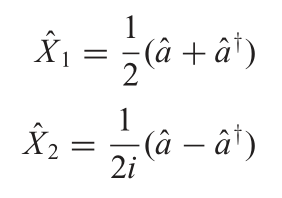 X̂₁ = 1/2 (â + â†)
X̂₂ = 1/2i (â − â†)